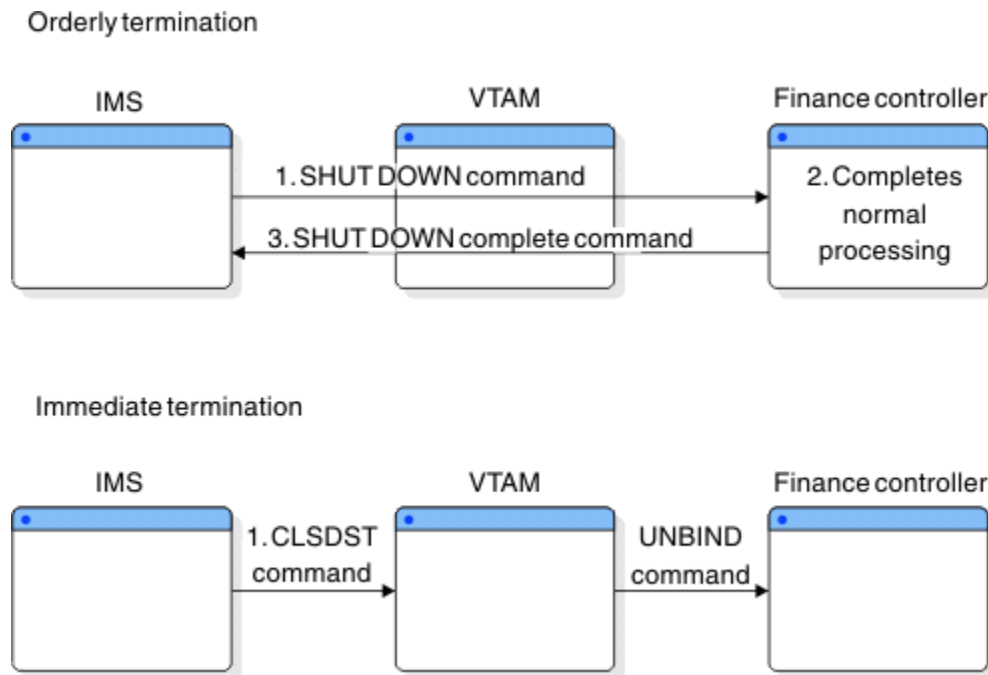 Orderly termination
IMS
VTAM
Finance controller
1. SHUT DOWN command
2. Completes
normal
processing
3. SHUT DOWN complete command
Immediate termination
IMS
VTAM
Finance controller
1. CLSDST
command
UNBIND
command